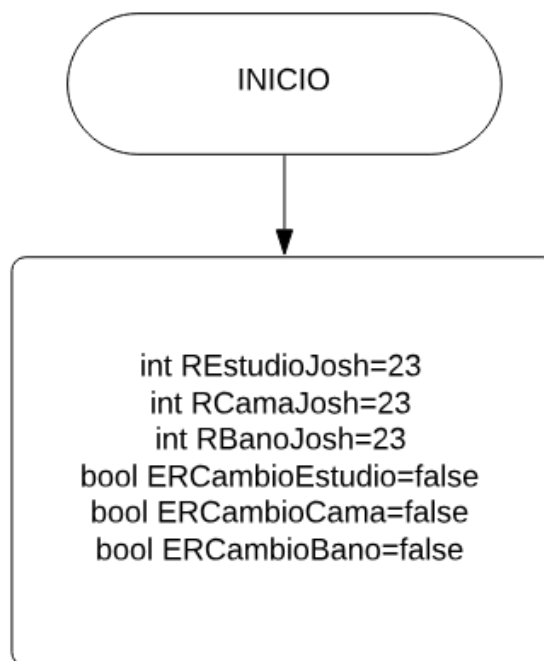 INICIO
int REstudioJosh=23
int RCamaJosh=23
int RBanoJosh=23
bool ERCambioEstudio=false
bool ERCambioCama=false
bool ERCambioBano=false